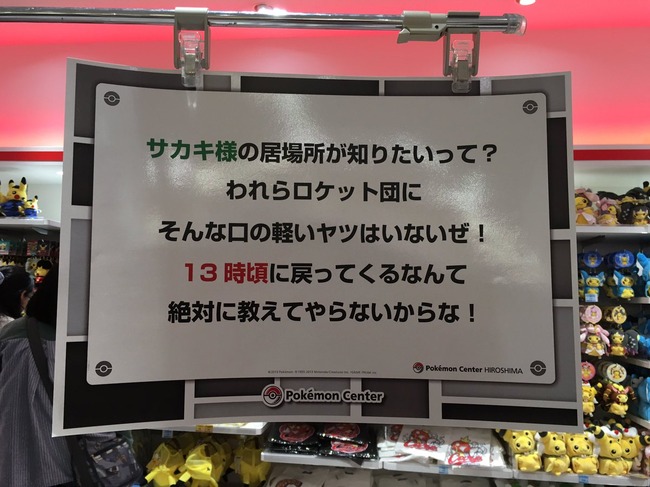 サカキ様の居場所が知りたいって？
われらロケット団に
そんな口の軽いヤツはいないぜ！
13時頃に戻ってくるなんて
絶対に教えてやらないからな！
Pokémon Center HIROSHIMA
Pokémon Center